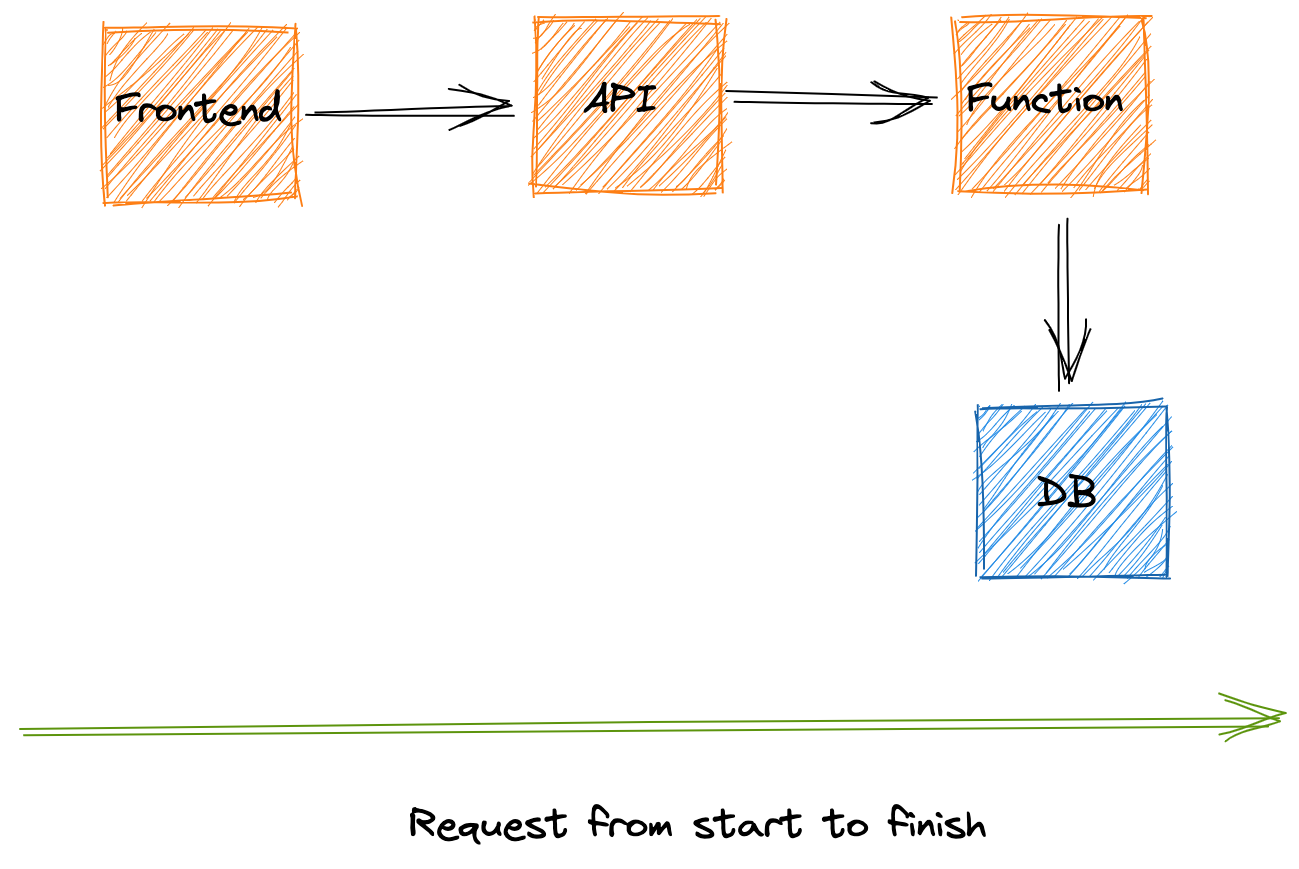 Frontend
API
Function
DB
Request from start to finish